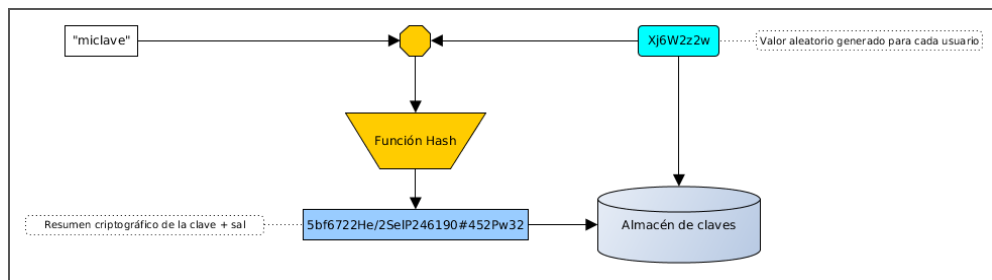 "miclave"
Xj6W2z2w
Valor aleatorio generado para cada usuario
Función Hash
Resumen criptográfico de la clave + sal
5bf6722He/2SeIP246190#452Pw32
Almacén de claves